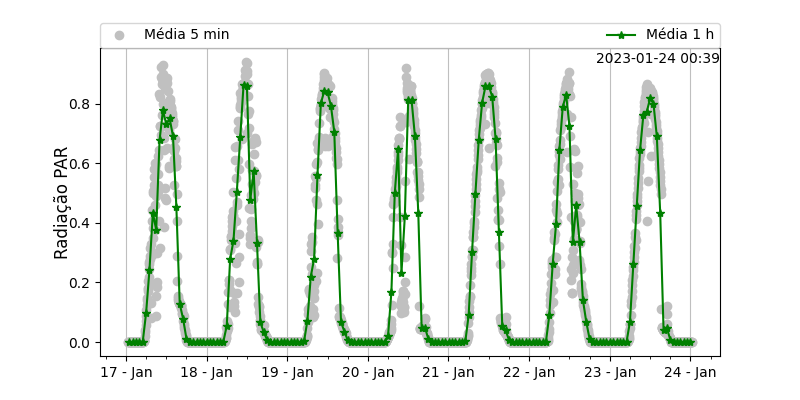 Média 5 min
Média 1 h
2023-01-24 00:39
Radiação PAR
0.8
0.6
0.4
0.2
0.0
17 - Jan
18 - Jan
19 - Jan
20 - Jan
21 - Jan
22 - Jan
23 - Jan
24 - Jan